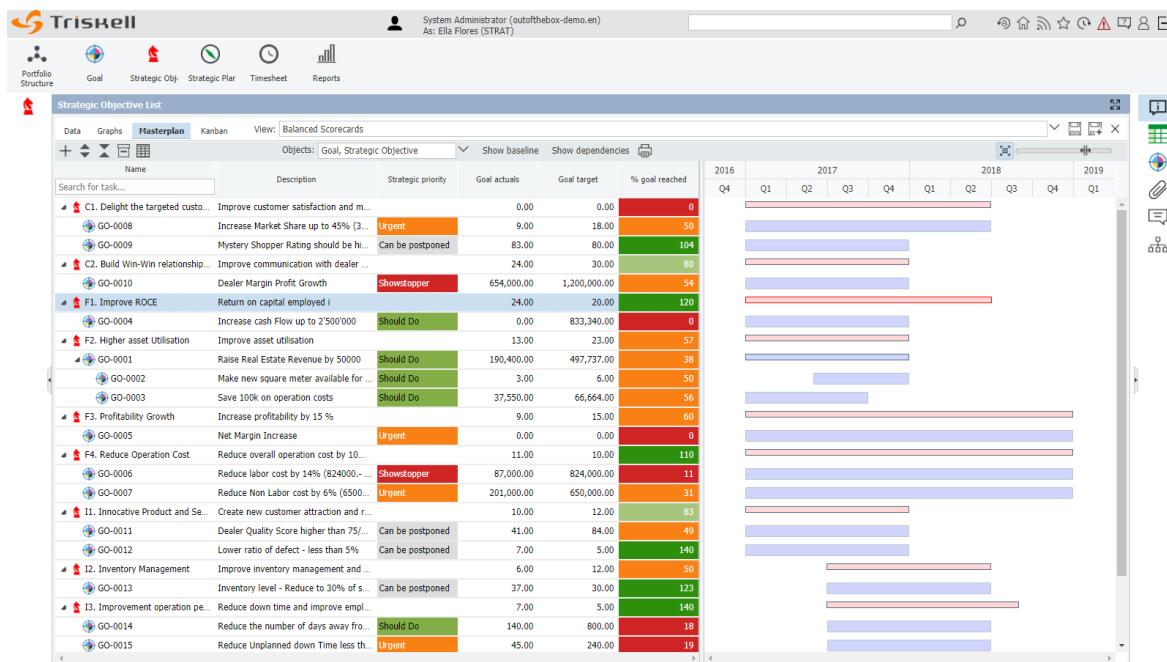 Triskell
System Administrator (outofthebox-demo.en)
As: Ella Flores (STRAT)
Portfolio Structure
Goal
Strategic Obj
Strategic Plar
Timesheet
Reports
Strategic Objective List
Data Graphs Masterplan Kanban View: Balanced Scorecards
Objects: Goal, Strategic Objective Show baseline Show dependencies
Name Description Strategic priority Goal actuals Goal target % goal reached 2016 2017 2018 2019
Search for task...
Q4 Q1 Q2 Q3 Q4 Q1 Q2 Q3 Q4 Q1
C1. Delight the targeted custo... Improve customer satisfaction and m... 0.00 0.00 0
GO-0008 Increase Market Share up to 45% (3... Urgent 9.00 18.00 50
GO-0009 Mystery Shopper Rating should be hi... Can be postponed 83.00 80.00 104
C2. Build Win-Win relationship... Improve communication with dealer ... 24.00 30.00 80
GO-0010 Dealer Margin Profit Growth Showstopper 654,000.00 1,200,000.00 54
F1. Improve ROCE Return on capital employed i 24.00 20.00 120
GO-0004 Increase cash Flow up to 2'500'000 Should Do 0.00 833,340.00 0
F2. Higher asset Utilisation Improve asset utilisation 13.00 23.00 57
GO-0001 Raise Real Estate Revenue by 50000 Should Do 190,400.00 497,737.00 38
GO-0002 Make new square meter available for ... Should Do 3.00 6.00 50
GO-0003 Save 100k on operation costs Should Do 37,550.00 66,664.00 56
F3. Profitability Growth Increase profitability by 15 % 9.00 15.00 60
GO-0005 Net Margin Increase Urgent 0.00 0.00 0
F4. Reduce Operation Cost Reduce overall operation cost by 10... 11.00 10.00 110
GO-0006 Reduce labor cost by 14% (824000.- ... Showstopper 87,000.00 824,000.00 11
GO-0007 Reduce Non Labor cost by 6% (6500... Urgent 201,000.00 650,000.00 31
I1. Innocative Product and Se... Create new customer attraction and r... 10.00 12.00 83
GO-0011 Dealer Quality Score higher than 75/... Can be postponed 41.00 84.00 49
GO-0012 Lower ratio of defect - less than 5% Can be postponed 7.00 5.00 140
I2. Inventory Management Improve inventory management and ... 6.00 12.00 50
GO-0013 Inventory level - Reduce to 30% of s... Can be postponed 37.00 30.00 123
I3. Improvement operation pe... Reduce down time and improve empl... 7.00 5.00 140
GO-0014 Reduce the number of days away fro... Should Do 140.00 800.00 18
GO-0015 Reduce Unplanned down Time less th... Urgent 45.00 240.00 19